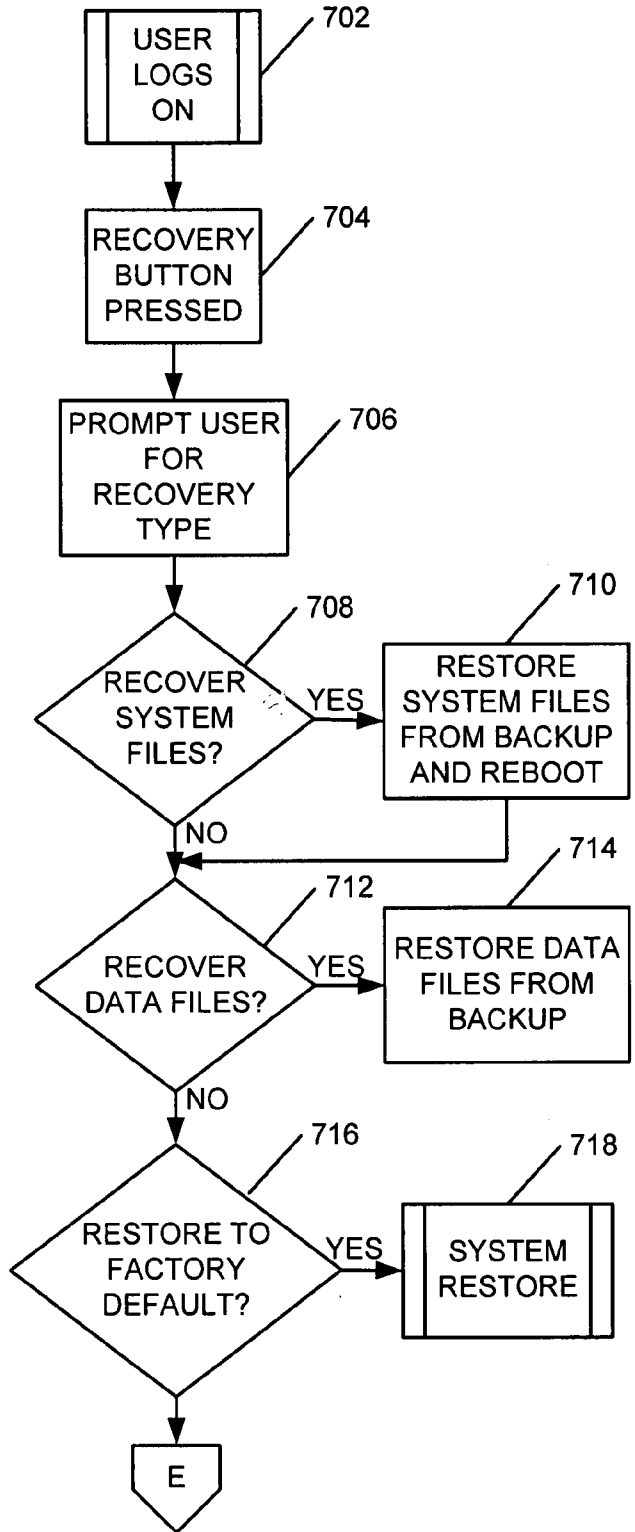 USER
LOGS
ON
702
RECOVERY
BUTTON
PRESSED
704
PROMPT USER
FOR
RECOVERY
TYPE
706
RECOVER
SYSTEM
FILES?
708
YES
RESTORE
SYSTEM FILES
FROM BACKUP
AND REBOOT
710
NO
RECOVER
DATA FILES?
712
YES
RESTORE DATA
FILES FROM
BACKUP
714
NO
RESTORE TO
FACTORY
DEFAULT?
716
YES
SYSTEM
RESTORE
718
E